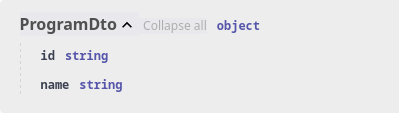 ProgramDto Collapse all object
id string
name string